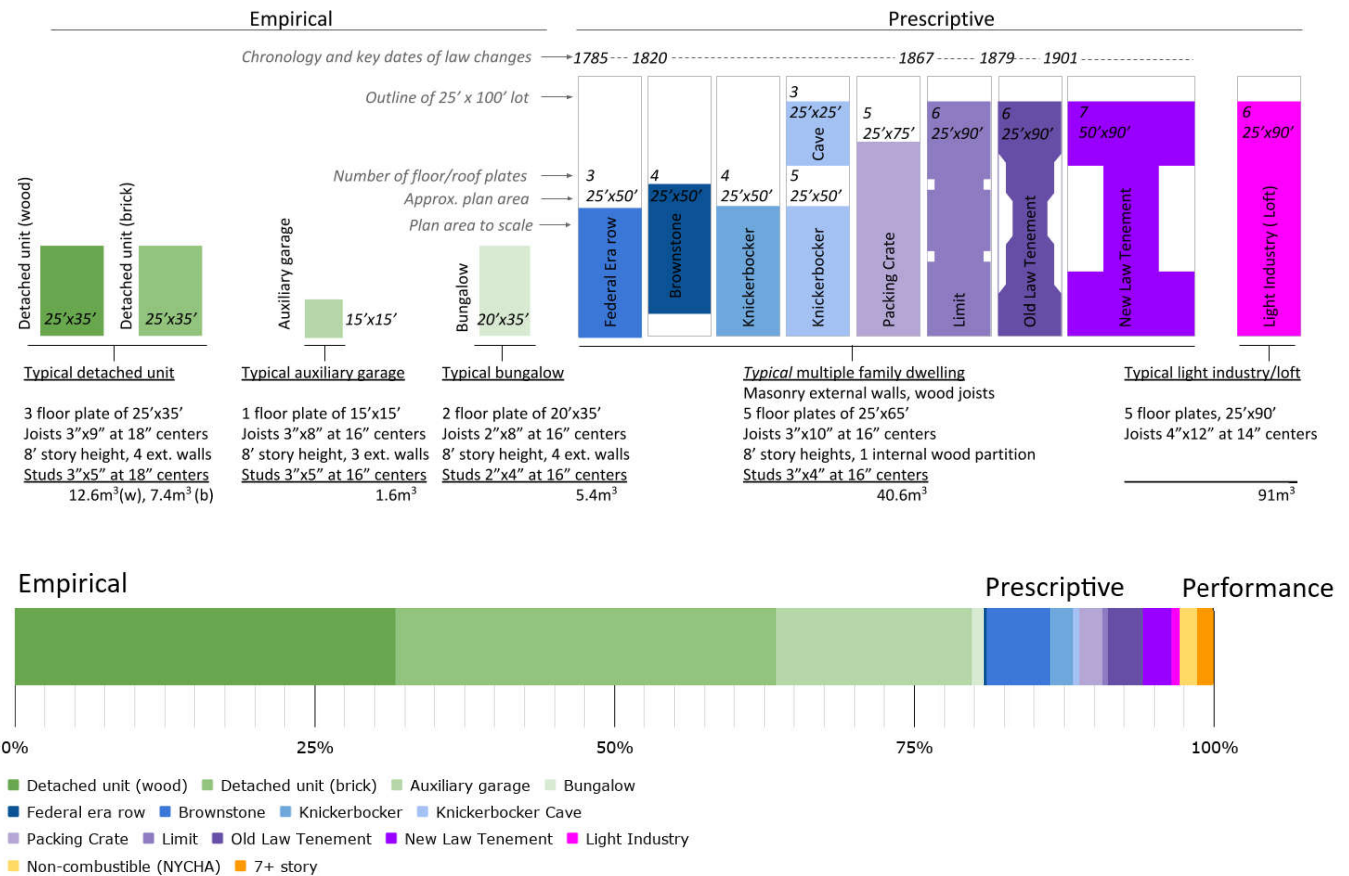 Empirical
Prescriptive
Chronology and key dates of law changes
1785
1820
1867
1879
1901
Outline of 25’ x 100’ lot
Number of floor/roof plates
Approx. plan area
Plan area to scale
Detached unit (wood)
25’x35’
Detached unit (brick)
25’x35’
Auxiliary garage
15’x15’
Bungalow
20’x35’
3
25’x50’
Federal Era row
4
25’x50’
Brownstone
4
25’x50’
Knickerbocker
3
25’x25’
Cave
5
25’x50’
Knickerbocker
5
25’x75’
Packing Crate
6
25’x90’
Limit
6
25’x90’
Old Law Tenement
7
50’x90’
New Law Tenement
6
25’x90’
Light Industry ( Loft)
Typical detached unit
3 floor plate of 25’x35’
Joists 3”x9” at 18” centers
8’ story height, 4 ext. walls
Studs 3”x5” at 18” centers
12.6m³(w), 7.4m³ (b)
Typical auxiliary garage
1 floor plate of 15’x15’
Joists 3”x8” at 16” centers
8’ story height, 3 ext. walls
Studs 3”x5” at 16” centers
1.6m³
Typical bungalow
2 floor plate of 20’x35’
Joists 2”x8” at 16” centers
8’ story height, 4 ext. walls
Studs 2”x4” at 16” centers
5.4m³
Typical multiple family dwelling
Masonry external walls, wood joists
5 floor plates of 25’x65’
Joists 3”x10” at 16” centers
8’ story heights, 1 internal wood partition
Studs 3”x4” at 16” centers
40.6m³
Typical light industry/loft
5 floor plates, 25’x90’
Joists 4”x12” at 14” centers
91m³
Empirical
Prescriptive
Performance
0%
25%
50%
75%
100%
Detached unit (wood)
Detached unit (brick)
Auxiliary garage
Bungalow
Federal era row
Brownstone
Knickerbocker
Knickerbocker Cave
Packing Crate
Limit
Old Law Tenement
New Law Tenement
Light Industry
Non-combustible (NYCHA)
7+ story